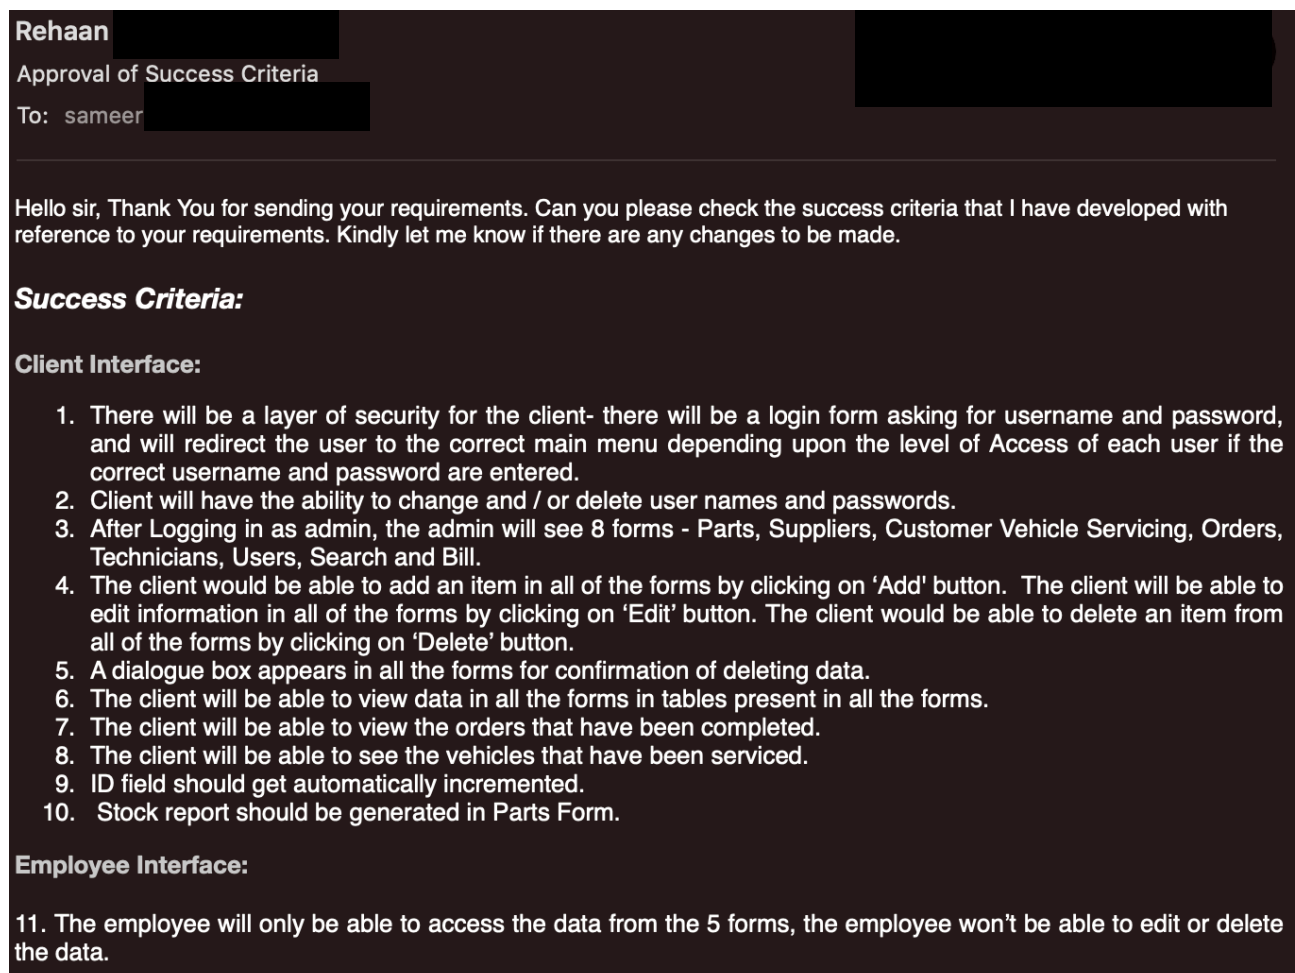 Rehaan
Approval of Success Criteria
To: sameer
Hello sir, Thank You for sending your requirements. Can you please check the success criteria that I have developed with
reference to your requirements. Kindly let me know if there are any changes to be made.
Success Criteria:
Client Interface:
1. There will be a layer of security for the client- there will be a login form asking for username and password,
and will redirect the user to the correct main menu depending upon the level of Access of each user if the
correct username and password are entered.
2. Client will have the ability to change and / or delete user names and passwords.
3. After Logging in as admin, the admin will see 8 forms - Parts, Suppliers, Customer Vehicle Servicing, Orders,
Technicians, Users, Search and Bill.
4. The client would be able to add an item in all of the forms by clicking on ‘Add' button.  The client will be able to
edit information in all of the forms by clicking on ‘Edit’ button. The client would be able to delete an item from
all of the forms by clicking on ‘Delete’ button.
5. A dialogue box appears in all the forms for confirmation of deleting data.
6. The client will be able to view data in all the forms in tables present in all the forms.
7. The client will be able to view the orders that have been completed.
8. The client will be able to see the vehicles that have been serviced.
9. ID field should get automatically incremented.
10. Stock report should be generated in Parts Form.
Employee Interface:
11. The employee will only be able to access the data from the 5 forms, the employee won’t be able to edit or delete
the data.